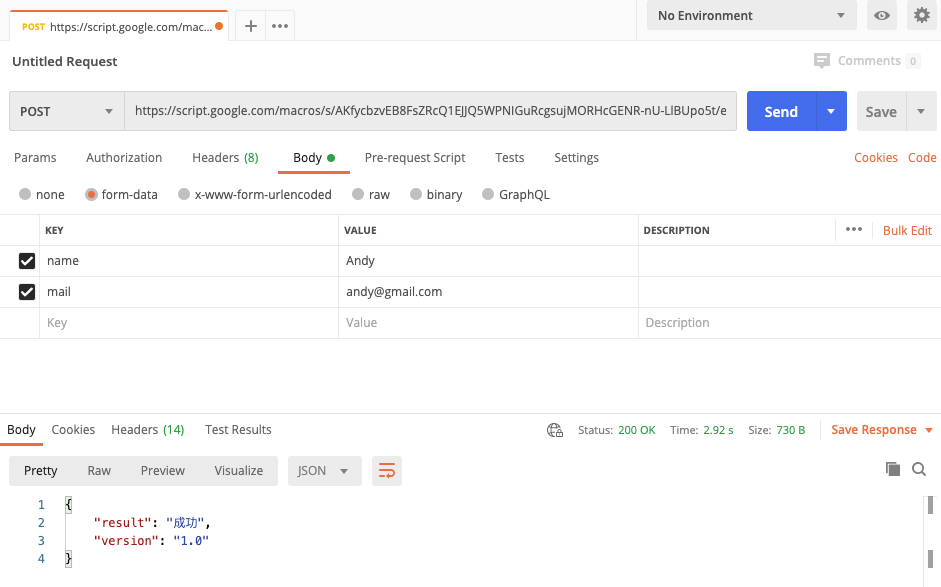 POST https://script.google.com/mac...
No Environment
Untitled Request
Comments 0
POST https://script.google.com/macros/s/AKfycbzvEB8FsZRcQ1EJJQ5WPNIGuRcgsujMORHcGENR-nU-LlBUpo5t/e Send Save
Params Authorization Headers (8) Body Pre-request Script Tests Settings Cookies Code
none form-data x-www-form-urlencoded raw binary GraphQL
KEY VALUE DESCRIPTION Bulk Edit
name Andy
mail andy@gmail.com
Key Value Description
Body Cookies Headers (14) Test Results Status: 200 OK Time: 2.92 s Size: 730 B Save Response
Pretty Raw Preview Visualize JSON
1 {
2 "result": "成功",
3 "version": "1.0"
4 }